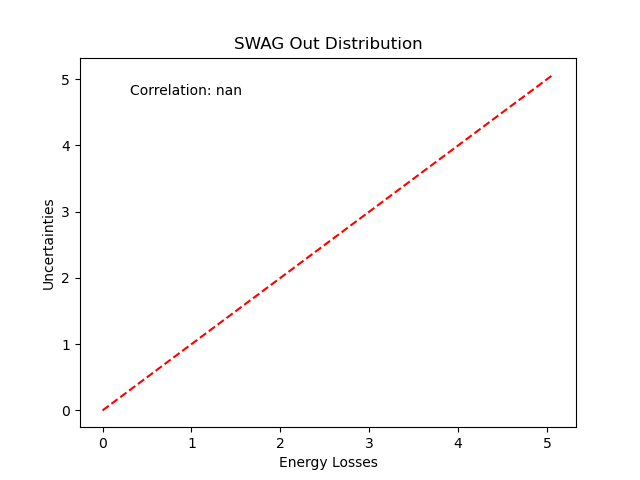 SWAG Out Distribution
Correlation: nan
Uncertainties
5
4
3
2
1
0
0 1 2 3 4 5
Energy Losses